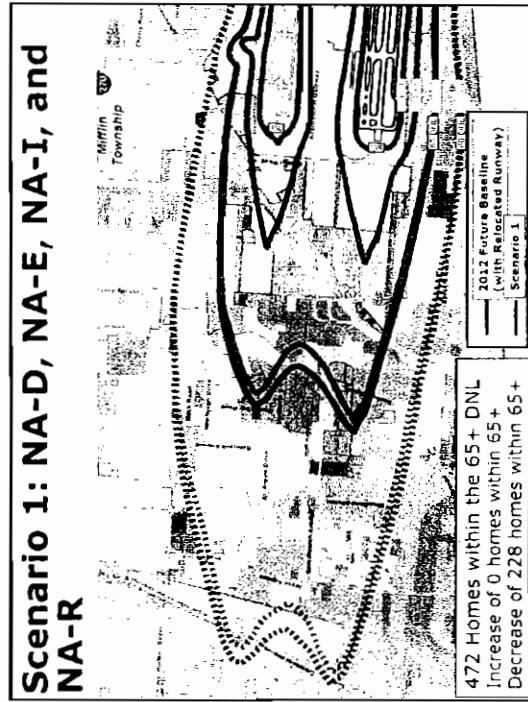 Scenario 1: NA-D, NA-E, NA-I, and
NA-R
270
Mifflin
Township
2012 Future Baseline
(with Relocated Runway)
Scenario 1
472 Homes within the 65+ DNL
Increase of 0 homes within 65+
Decrease of 228 homes within 65+